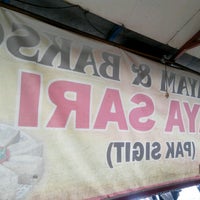 AYAM & BAKSO
YA SARI
(PAK SIGIT)